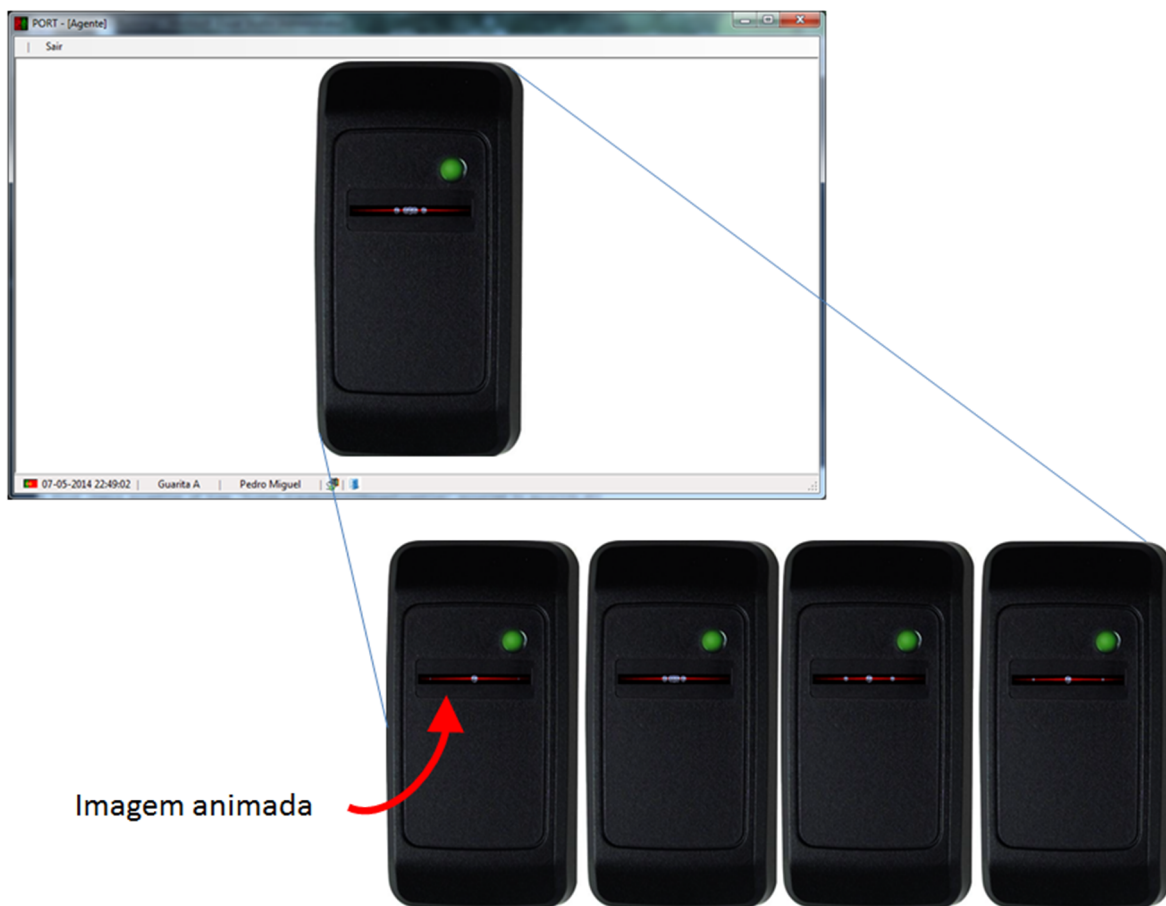 PORT - [Agente]
| Sair
07-05-2014 22:49:02 | Guarita A | Pedro Miguel | |
Imagem animada